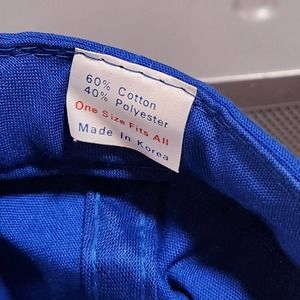 60% Cotton
40% Polyester
One Size Fits All
Made In Korea